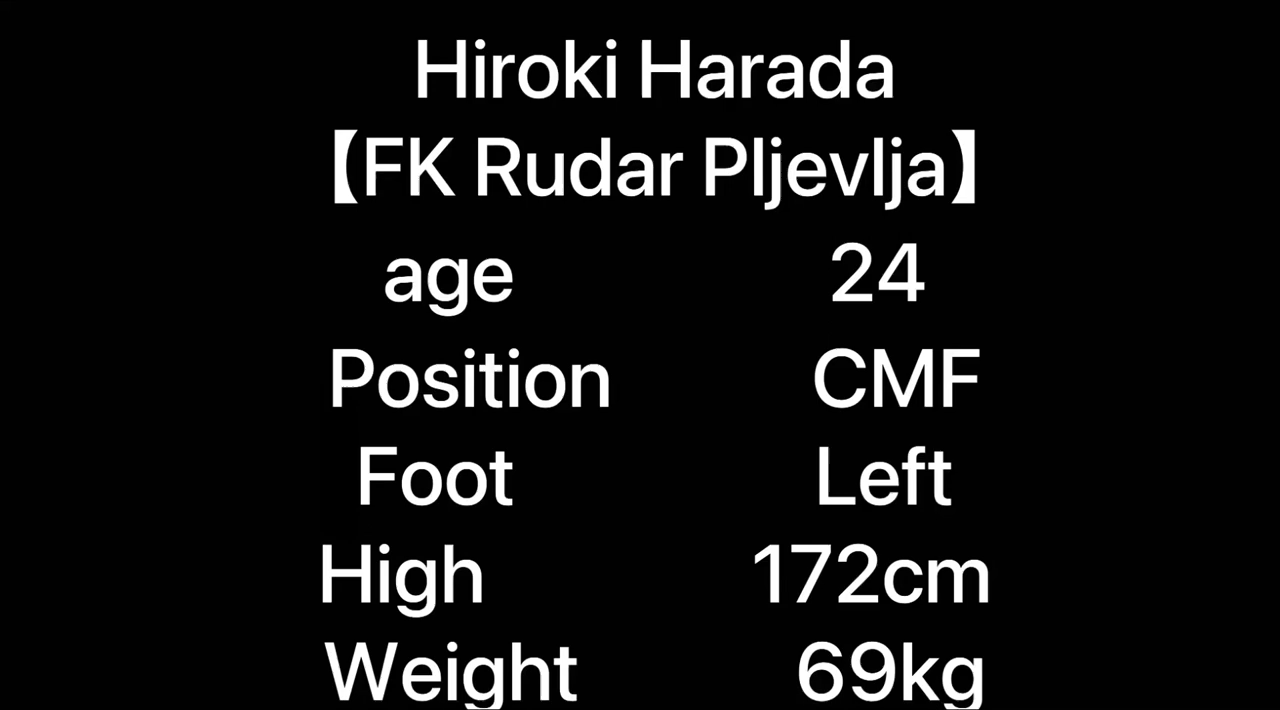 Hiroki Harada
【FK Rudar Pljevlja】
age 24
Position CMF
Foot Left
High 172cm
Weight 69kg